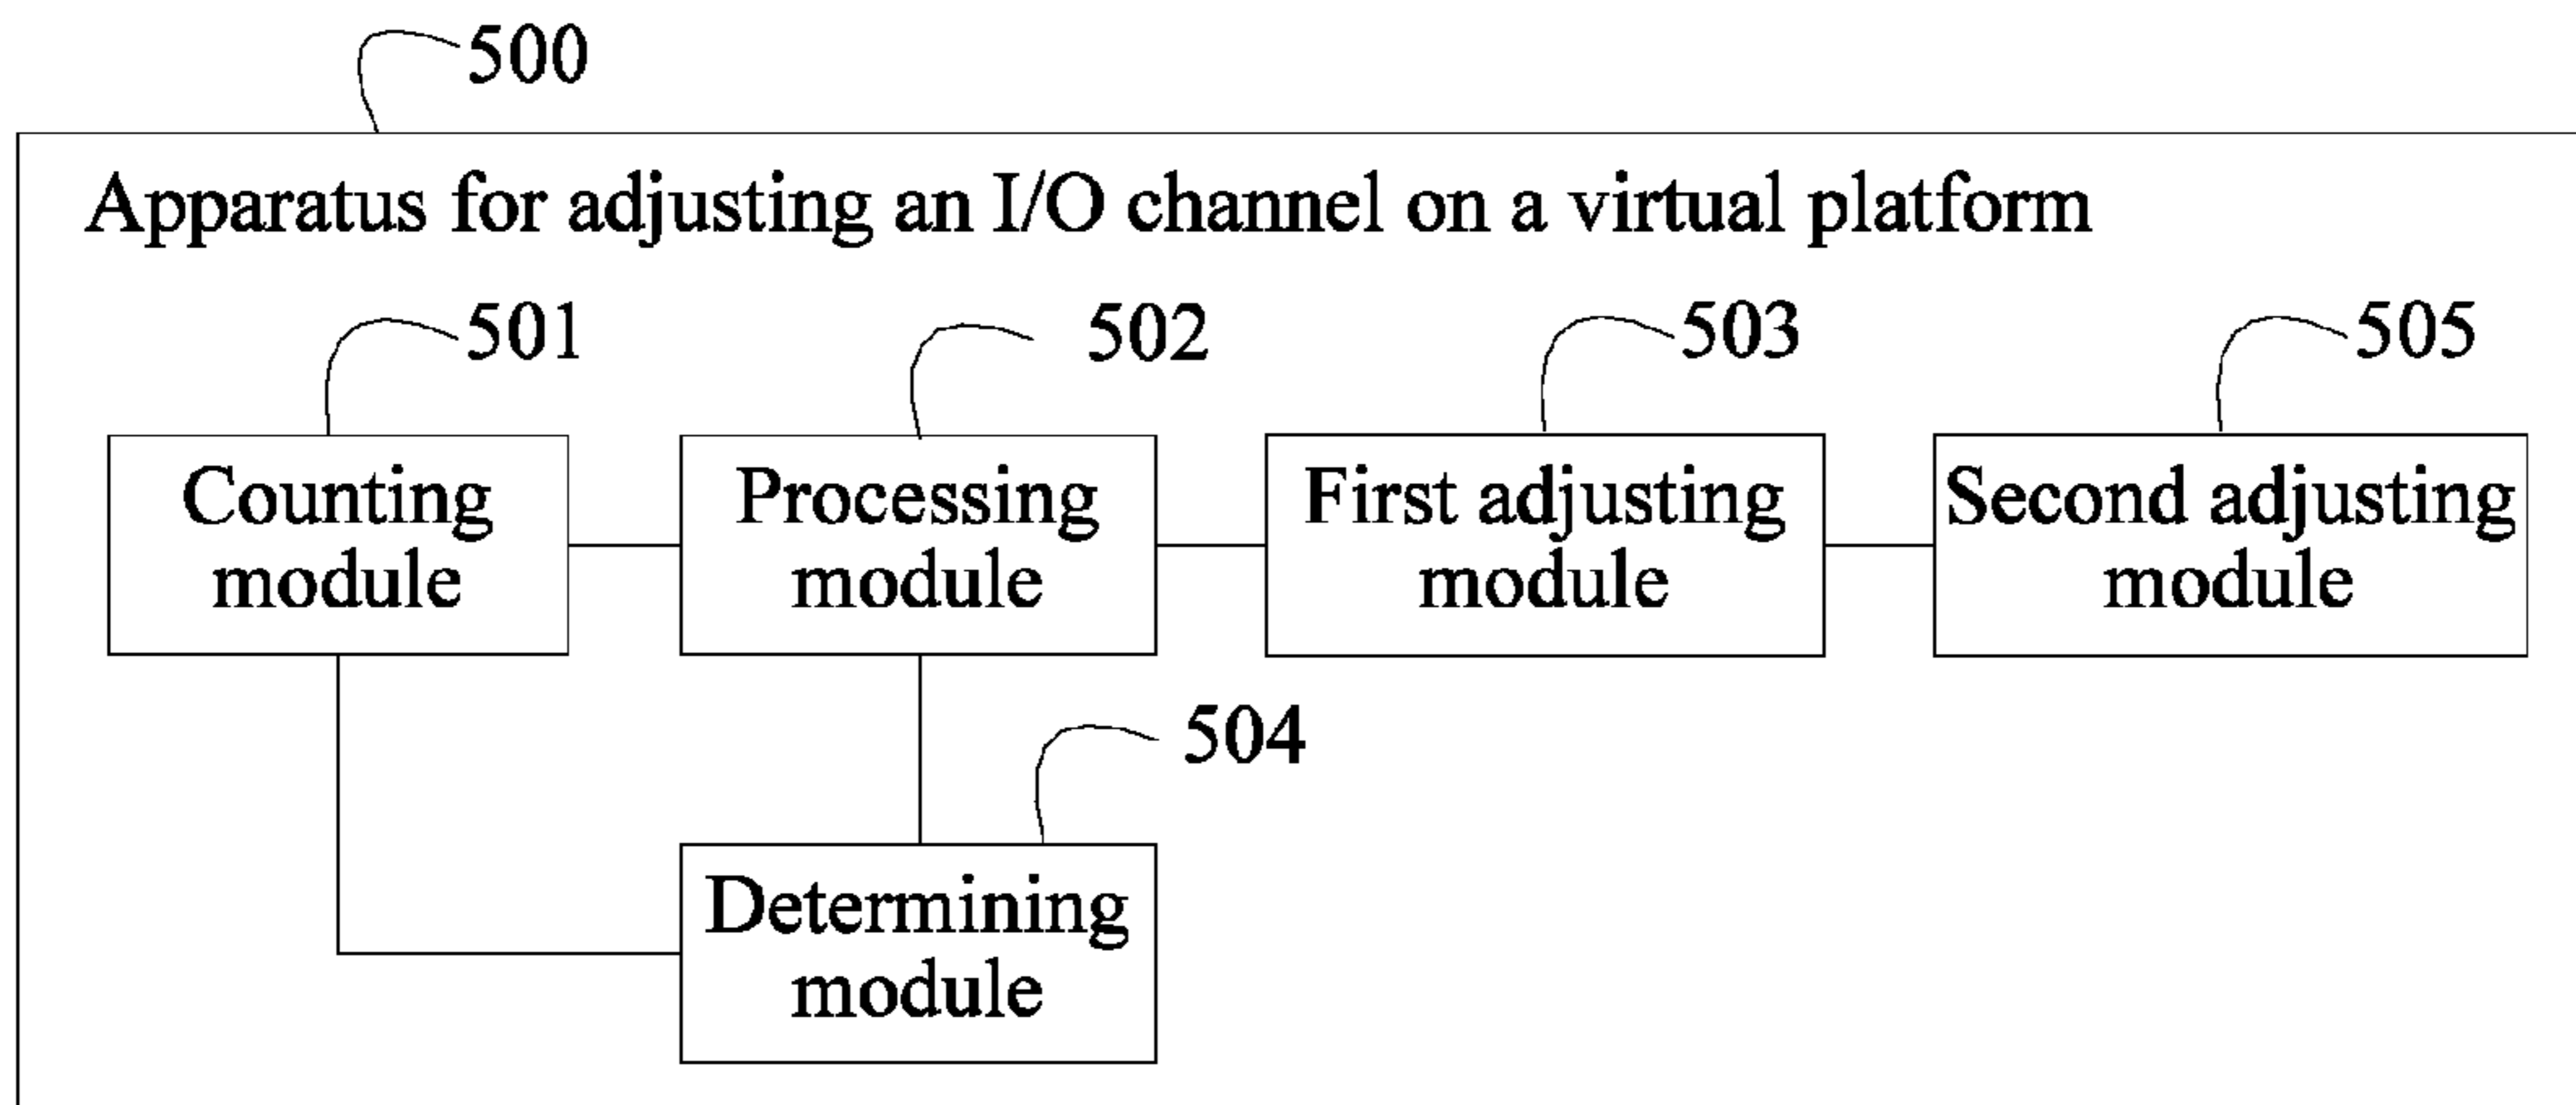 500
Apparatus for adjusting an I/O channel on a virtual platform
501
502
503
505
Counting
module
Processing
module
First adjusting
module
Second adjusting
module
504
Determining
module